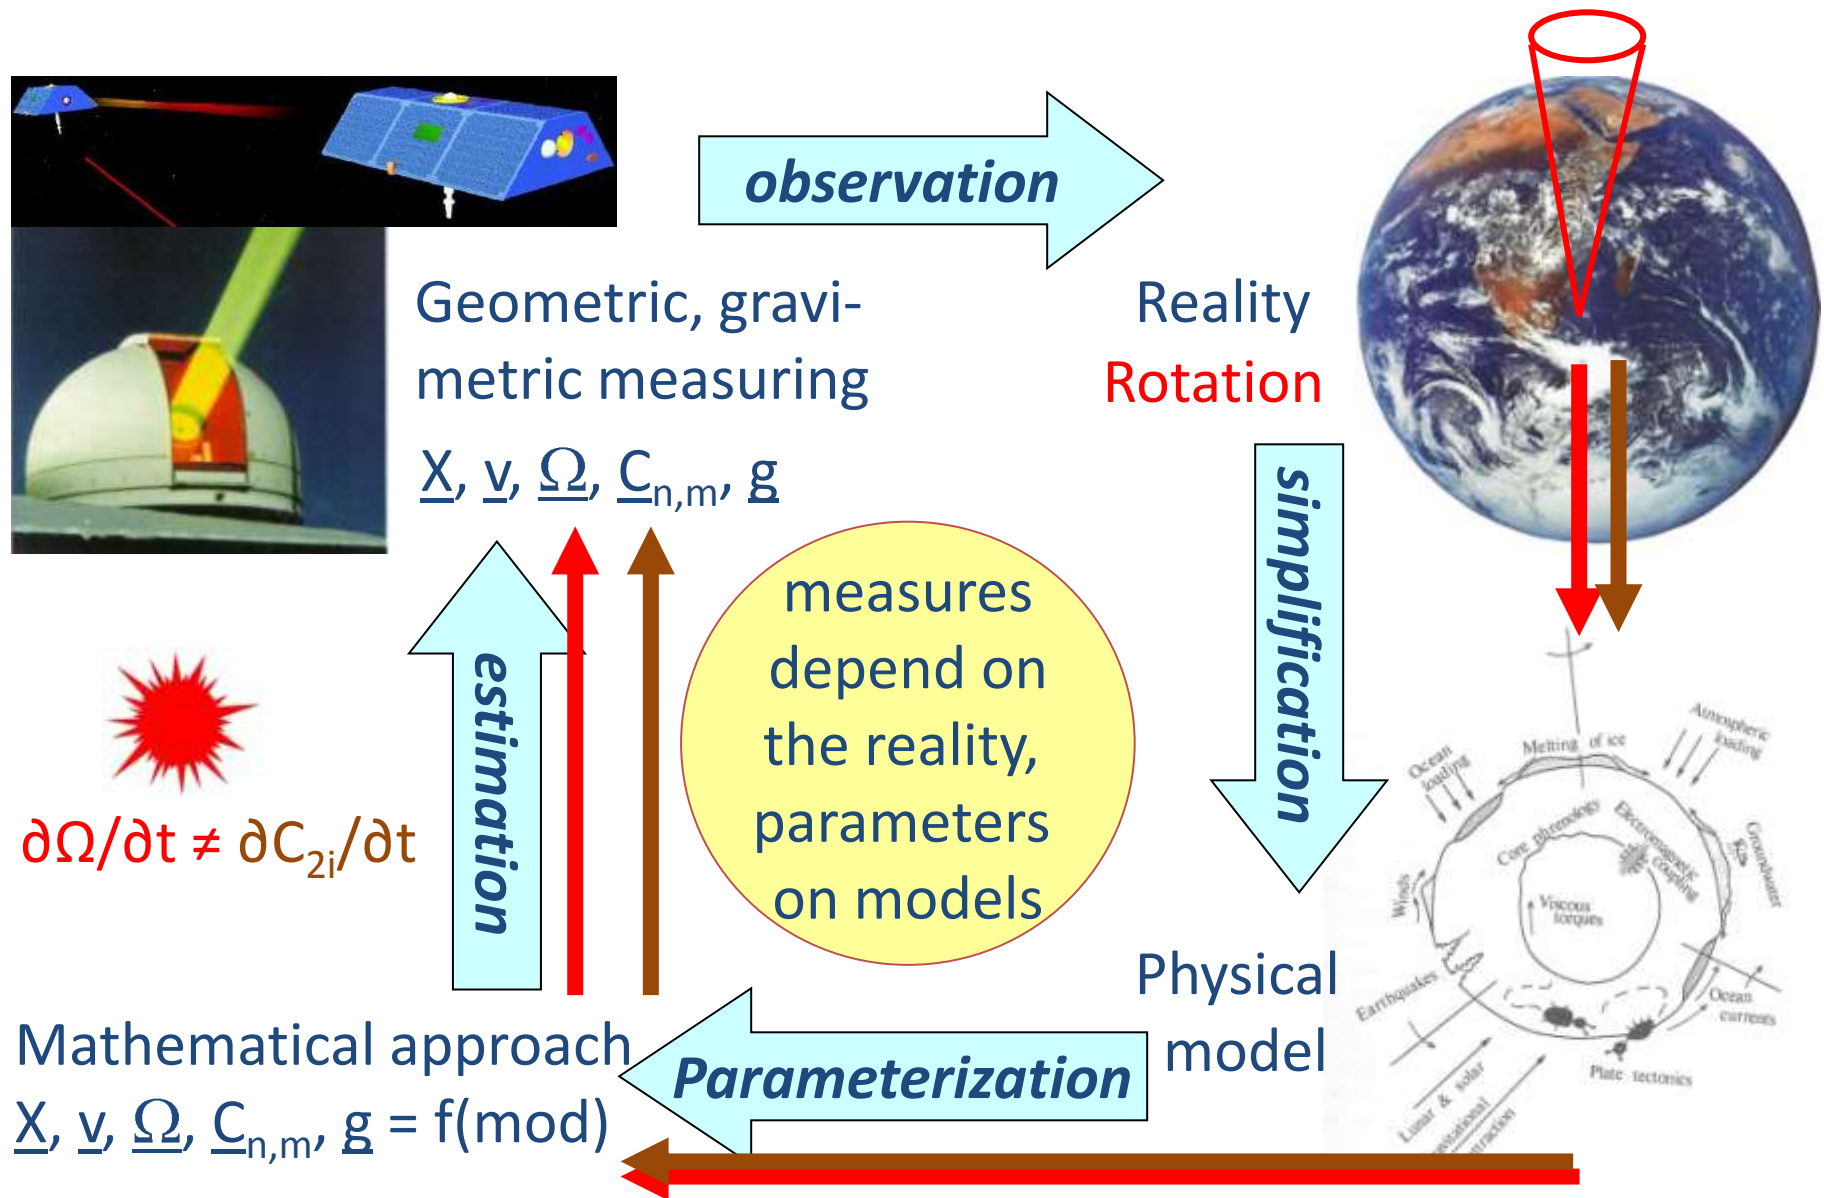 observation
Geometric, gravi-
metric measuring
X, v, Ω, Cn,m, g
Reality
Rotation
simplification
measures
depend on
the reality,
parameters
on models
estimation
∂Ω/∂t ≠ ∂C2i/∂t
Melting of ice
Atmospheric
loading
Ocean
loading
Core phrenology
Electromagnetic
coupling
Groundwater
Winds
Viscous
torques
Earthquakes
Ocean
currents
Plate tectonics
Lunar & solar
Physical
model
Parameterization
Mathematical approach
X, v, Ω, Cn,m, g = f(mod)